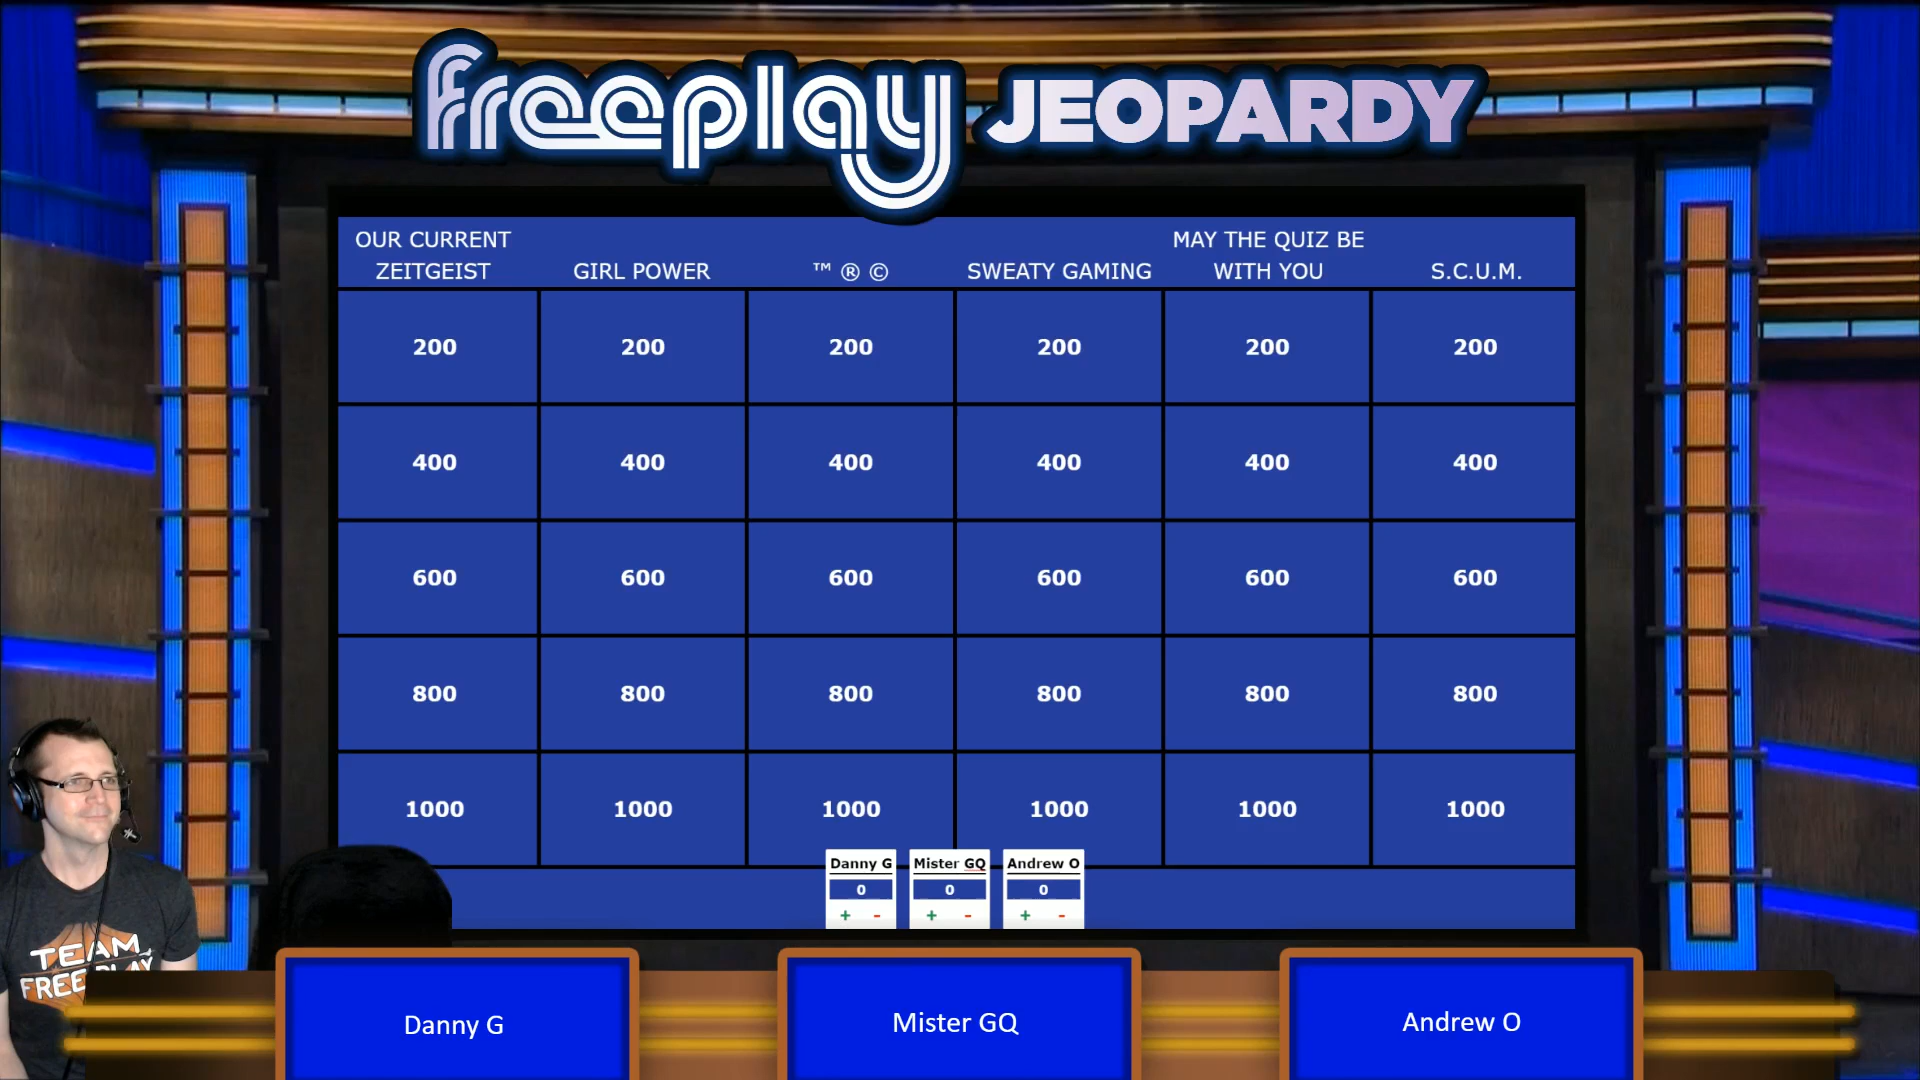 freeplay JEOPARDY
OUR CURRENT
ZEITGEIST
GIRL POWER
™ ® ©
SWEATY GAMING
MAY THE QUIZ BE
WITH YOU
S.C.U.M.
200 200 200 200 200 200
400 400 400 400 400 400
600 600 600 600 600 600
800 800 800 800 800 800
1000 1000 1000 1000 1000 1000
Danny G Mister GQ Andrew O
0 0 0
+ - + - + -
TEAM
FREEPLAY
Danny G
Mister GQ
Andrew O